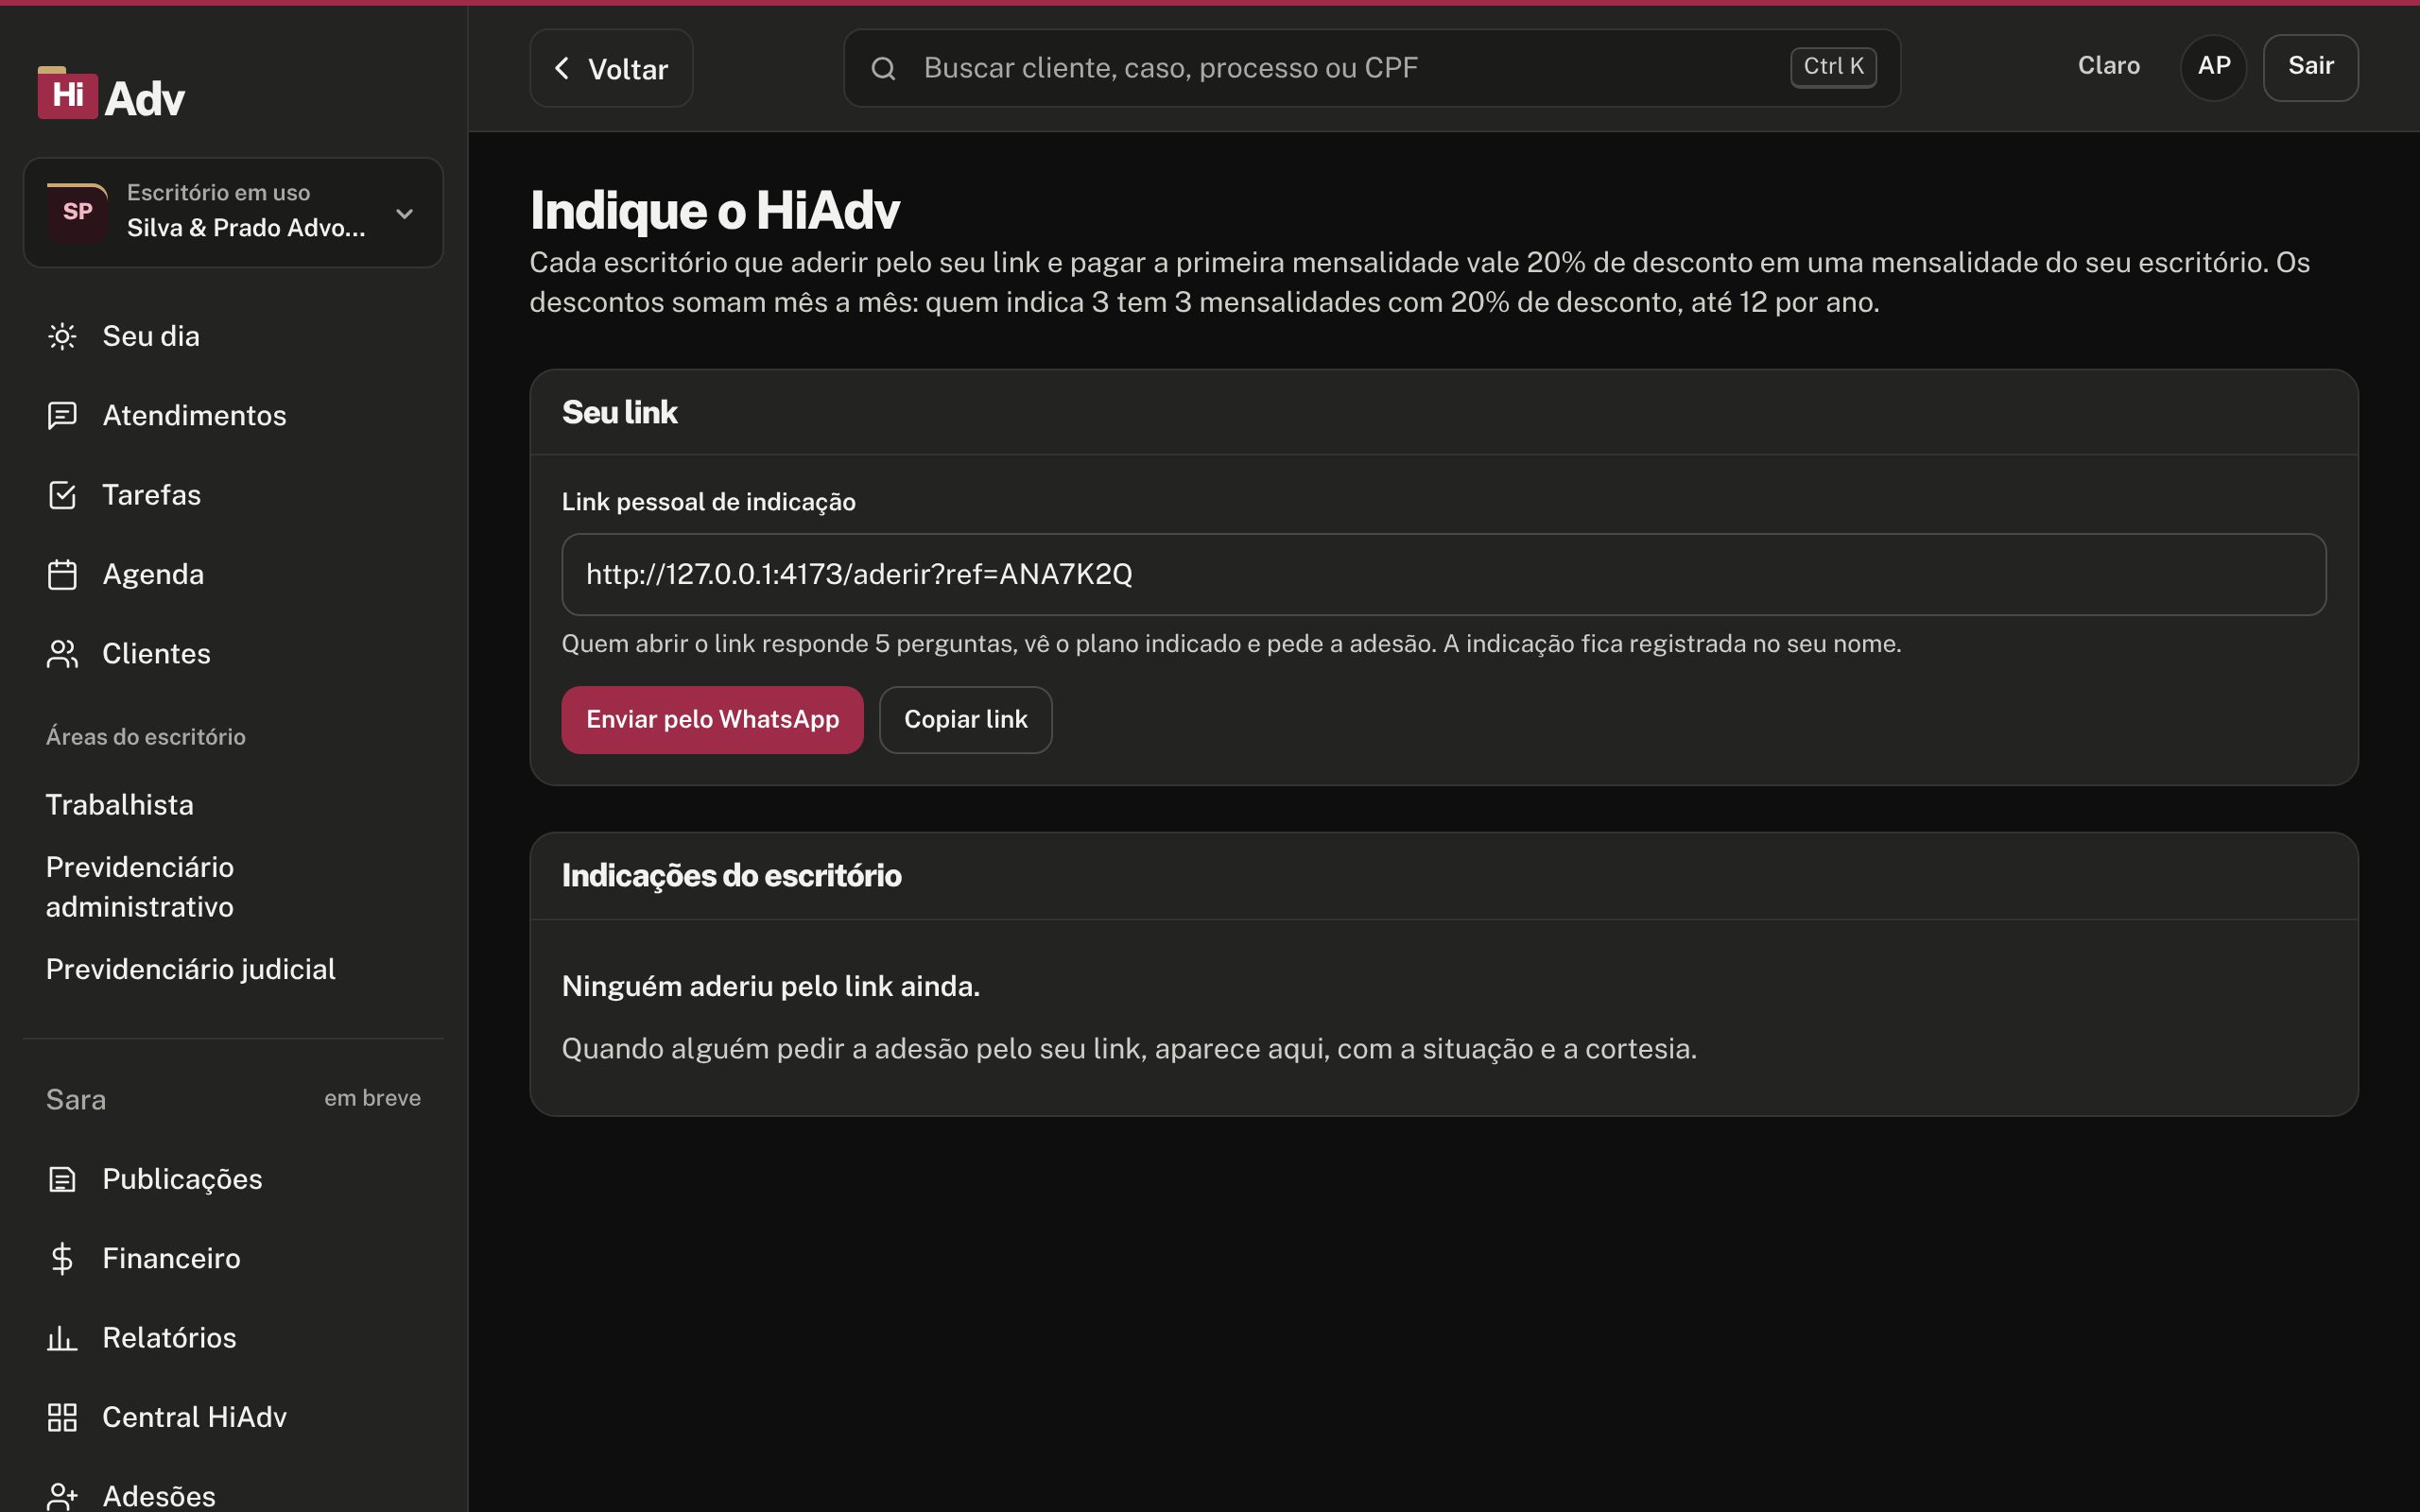 Hi Adv
SP
Escritório em uso
Silva & Prado Advo...
Seu dia
Atendimentos
Tarefas
Agenda
Clientes
Áreas do escritório
Trabalhista
Previdenciário
administrativo
Previdenciário judicial
Sara
em breve
Publicações
Financeiro
Relatórios
Central HiAdv
Adesões
Voltar
Buscar cliente, caso, processo ou CPF
Ctrl K
Claro
AP
Sair
Indique o HiAdv
Cada escritório que aderir pelo seu link e pagar a primeira mensalidade vale 20% de desconto em uma mensalidade do seu escritório. Os
descontos somam mês a mês: quem indica 3 tem 3 mensalidades com 20% de desconto, até 12 por ano.
Seu link
Link pessoal de indicação
http://127.0.0.1:4173/aderir?ref=ANA7K2Q
Quem abrir o link responde 5 perguntas, vê o plano indicado e pede a adesão. A indicação fica registrada no seu nome.
Enviar pelo WhatsApp
Copiar link
Indicações do escritório
Ninguém aderiu pelo link ainda.
Quando alguém pedir a adesão pelo seu link, aparece aqui, com a situação e a cortesia.